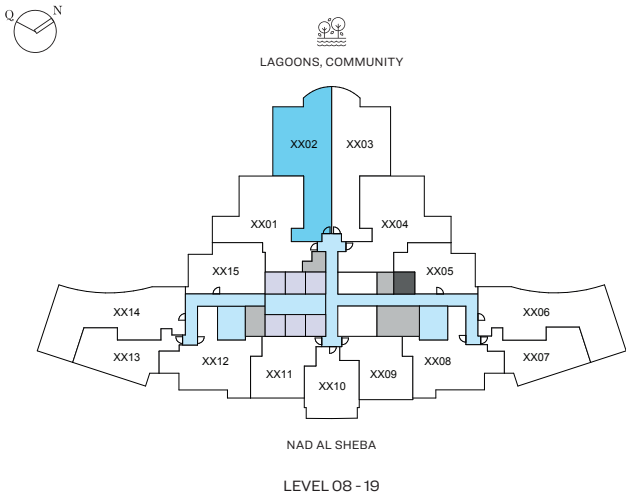 Q N
LAGOONS, COMMUNITY
XX02 XX03
XX01 XX04
XX15 XX05
XX14 XX06
XX13 XX12 XX08 XX07
XX11 XX10 XX09
NAD AL SHEBA
LEVEL 08 - 19